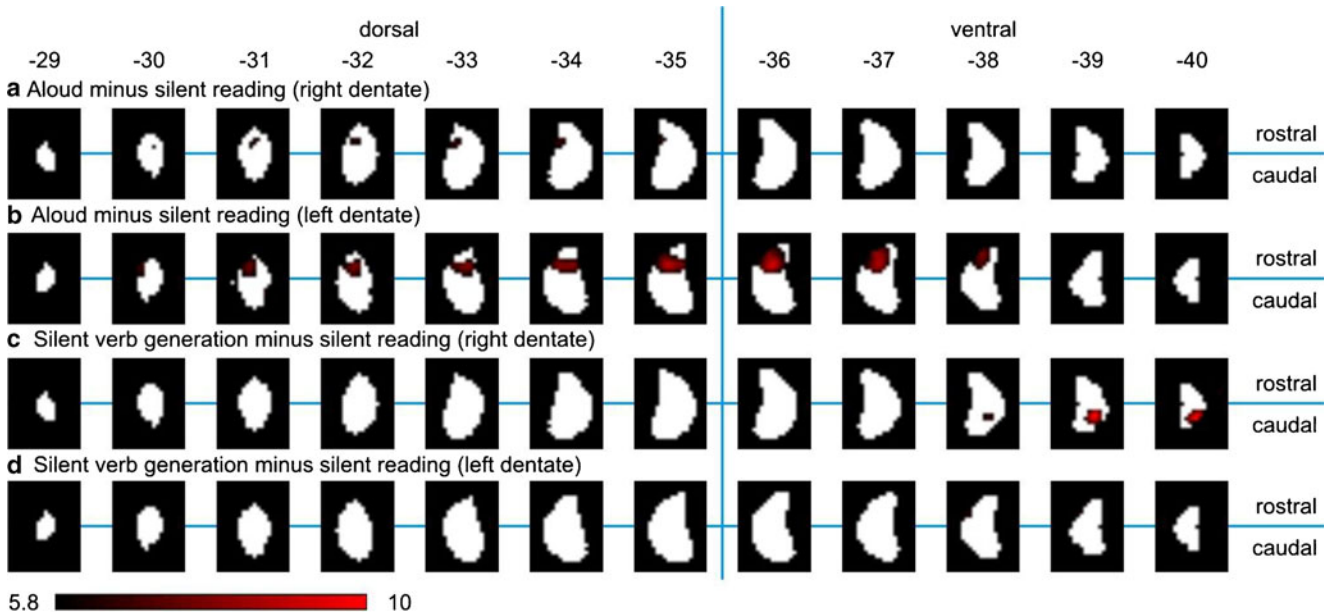 dorsal ventral
-29 -30 -31 -32 -33 -34 -35 -36 -37 -38 -39 -40
a Aloud minus silent reading (right dentate)
rostral
caudal
b Aloud minus silent reading (left dentate)
rostral
caudal
c Silent verb generation minus silent reading (right dentate)
rostral
caudal
d Silent verb generation minus silent reading (left dentate)
rostral
caudal
5.8 10